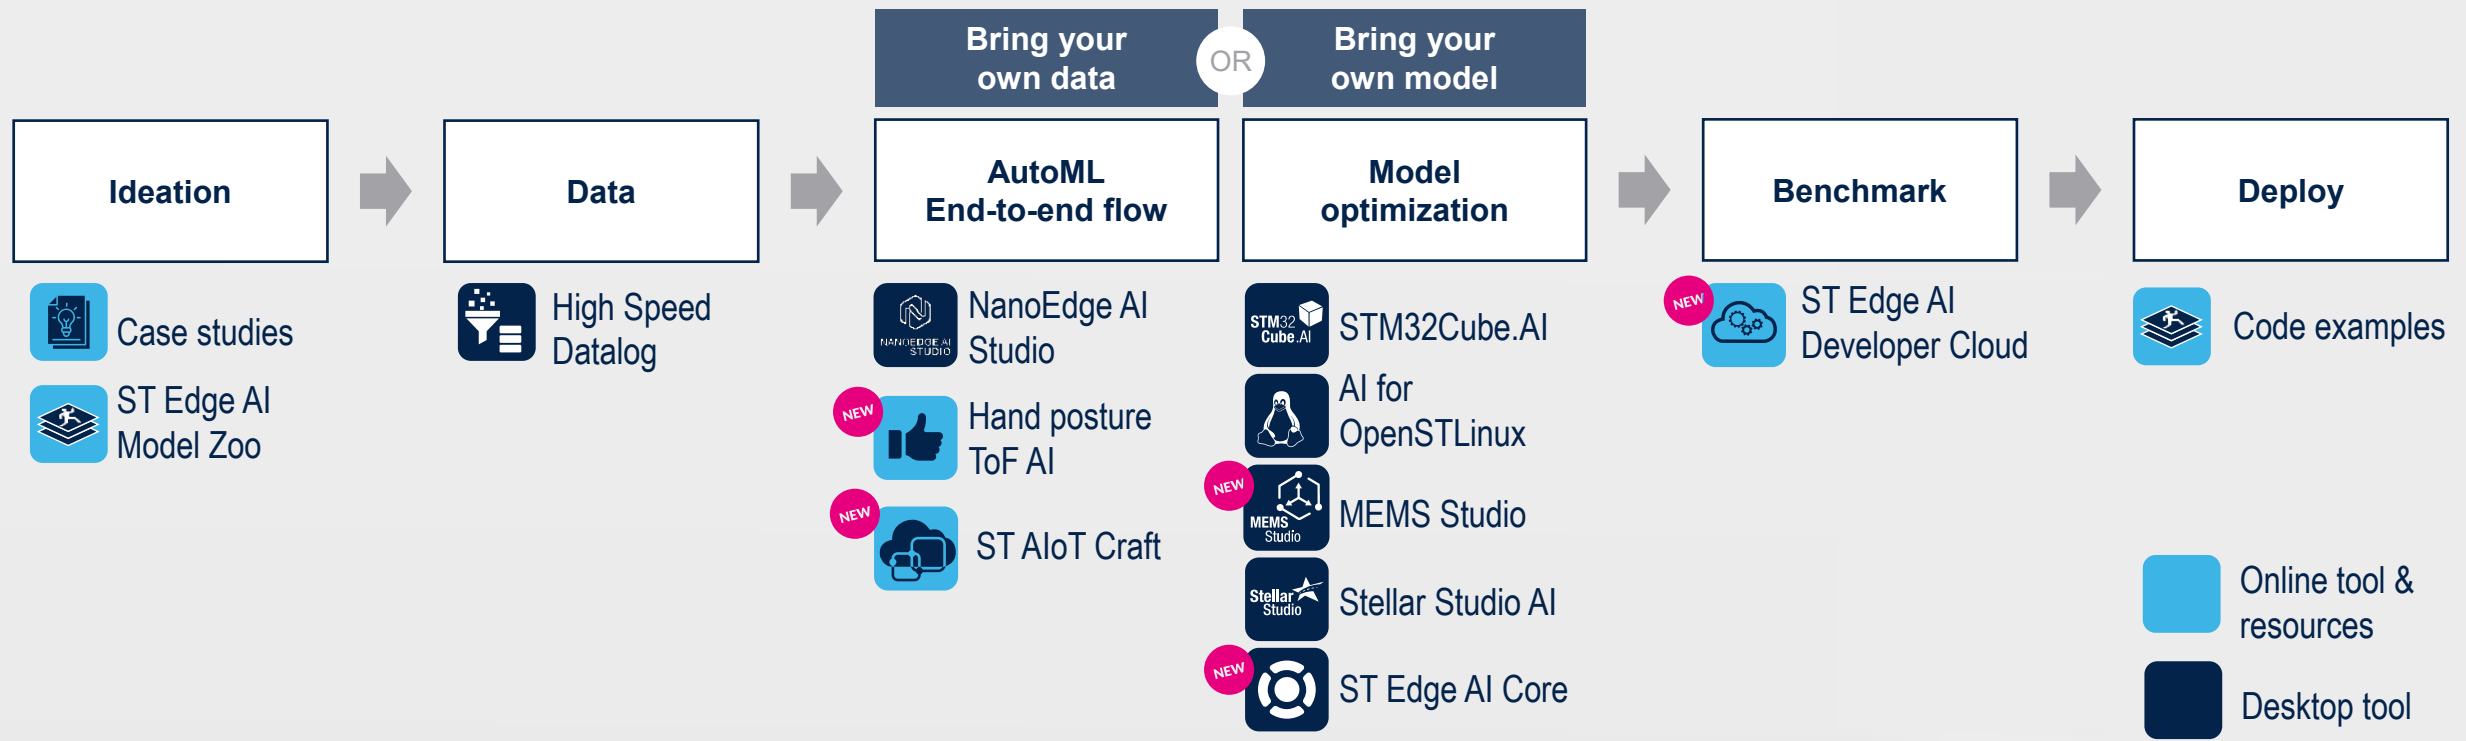 Bring your
own data
OR
Bring your
own model
Ideation
Data
AutoML
End-to-end flow
Model
optimization
Benchmark
Deploy
Case studies
ST Edge AI
Model Zoo
High Speed
Datalog
NANOEDGE AI
STUDIO
NanoEdge AI
Studio
NEW
Hand posture
ToF AI
NEW
ST AIoT Craft
STM32
Cube.AI
STM32Cube.AI
AI for
OpenSTLinux
NEW
MEMS
Studio
MEMS Studio
Stellar
Studio
Stellar Studio AI
NEW
ST Edge AI Core
NEW
ST Edge AI
Developer Cloud
Code examples
Online tool &
resources
Desktop tool